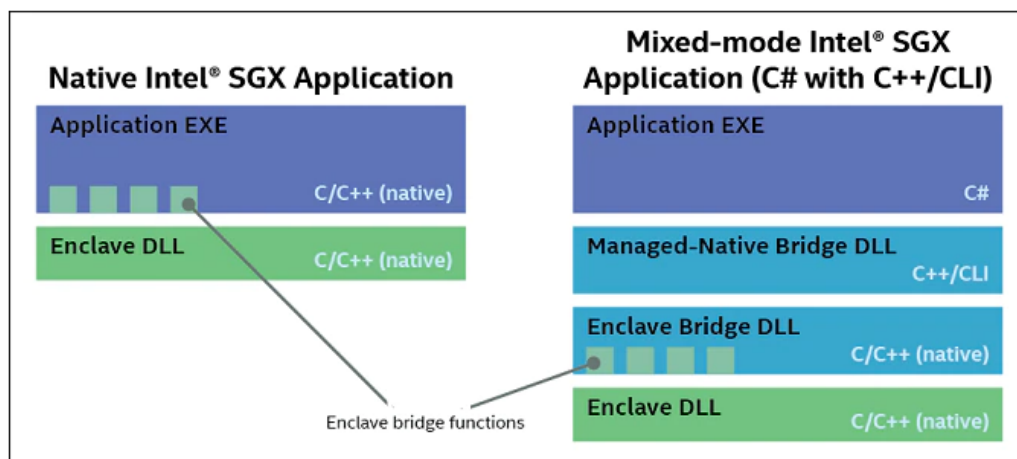 Native Intel® SGX Application
Application EXE
C/C++ (native)
Enclave DLL
C/C++ (native)
Mixed-mode Intel® SGX
Application (C# with C++/CLI)
Application EXE
C#
Managed-Native Bridge DLL
C++/CLI
Enclave Bridge DLL
C/C++ (native)
Enclave DLL
C/C++ (native)
Enclave bridge functions